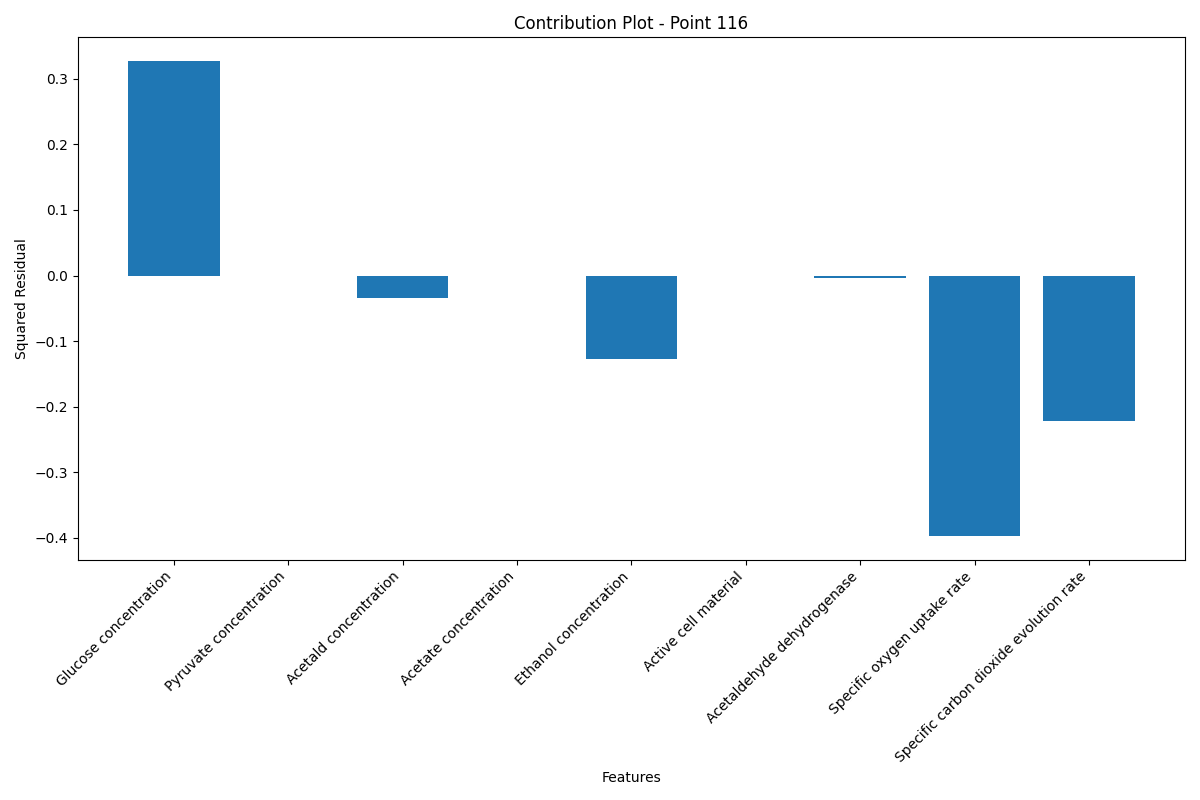 Contribution Plot - Point 116
Squared Residual
0.3
0.2
0.1
0.0
−0.1
−0.2
−0.3
−0.4
Glucose concentration
Pyruvate concentration
Acetald concentration
Acetate concentration
Ethanol concentration
Active cell material
Acetaldehyde dehydrogenase
Specific oxygen uptake rate
Specific carbon dioxide evolution rate
Features